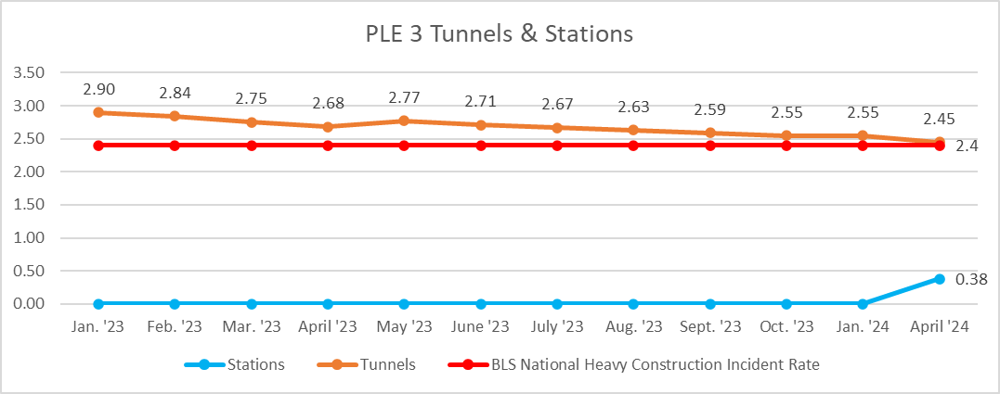 PLE 3 Tunnels & Stations
3.50
3.00
2.50
2.00
1.50
1.00
0.50
0.00
2.90 2.84 2.75 2.68 2.77 2.71 2.67 2.63 2.59 2.55 2.55 2.45
2.4
0.38
Jan. '23 Feb. '23 Mar. '23 April '23 May '23 June '23 July '23 Aug. '23 Sept. '23 Oct. '23 Jan. '24 April '24
Stations Tunnels BLS National Heavy Construction Incident Rate